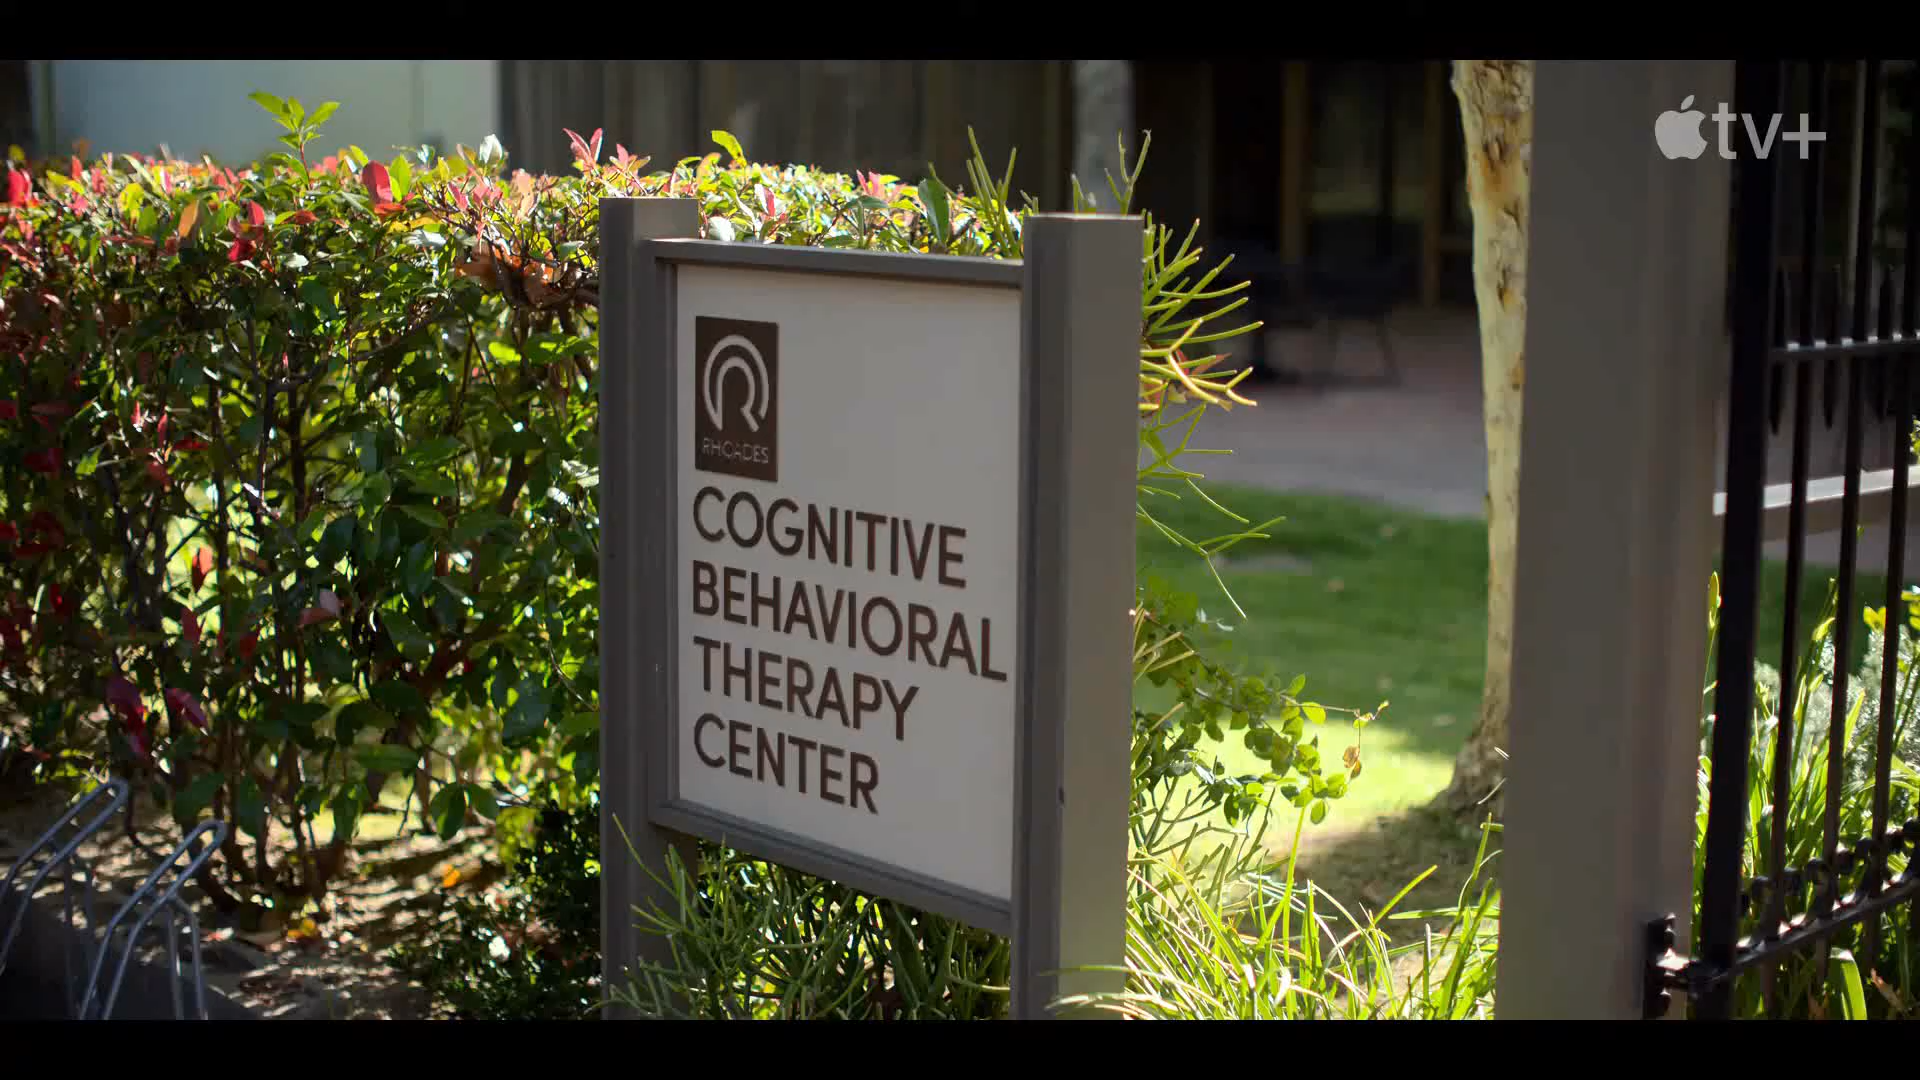 tv+
RHOADES
COGNITIVE
BEHAVIORAL
THERAPY
CENTER